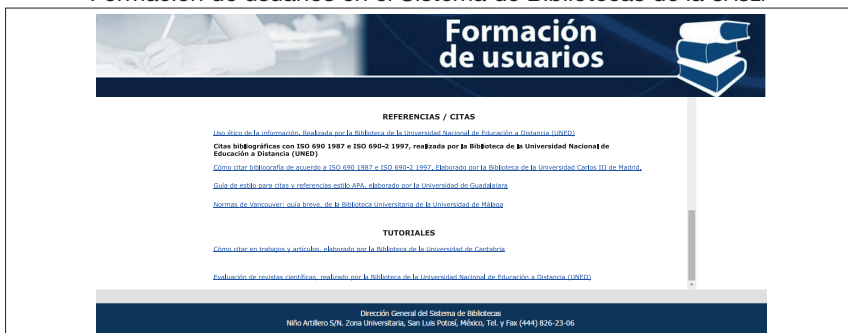 Formación de usuarios en el Sistema de Bibliotecas de la UASLP
Formación
de usuarios
REFERENCIAS / CITAS
Uso ético de la información. Realizada por la Biblioteca de la Universidad Nacional de Educación a Distancia (UNED)
Citas bibliográficas con ISO 690 1987 e ISO 690-2 1997, realizada por la Biblioteca de la Universidad Nacional de
Educación a Distancia (UNED)
Cómo citar bibliografía de acuerdo a ISO 690 1987 e ISO 690-2 1997, Elaborado por la Biblioteca de la Universidad Carlos III de Madrid.
Guía de estilo para citas y referencias estilo APA, elaborado por la Universidad de Guadalajara
Normas de Vancouver: guía breve, de la Biblioteca Universitaria de la Universidad de Málaga
TUTORIALES
Cómo citar en trabajos y artículos, elaborado por la Biblioteca de la Universidad de Cantabria
Evaluación de revistas científicas, realizado por la Biblioteca de la Universidad Nacional de Educación a Distancia (UNED)
Dirección General del Sistema de Bibliotecas
Niño Artillero S/N. Zona Universitaria, San Luis Potosí, México, Tel. y Fax (444) 826-23-06